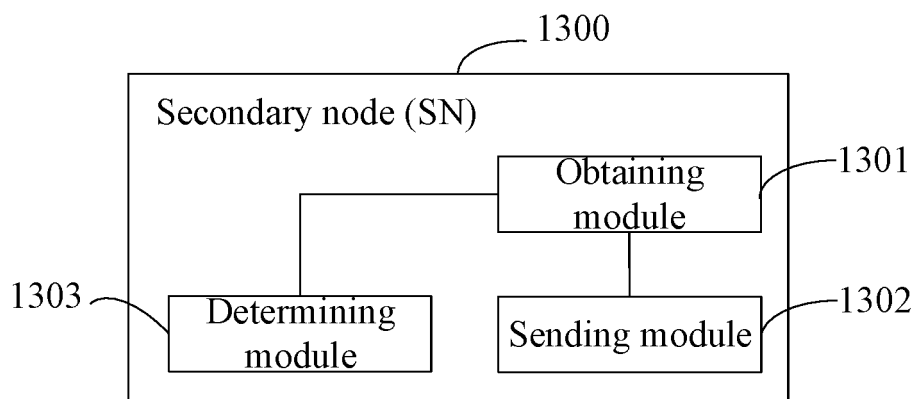 1300
Secondary node (SN)
1301
Obtaining
module
1303
Determining
module
1302
Sending module